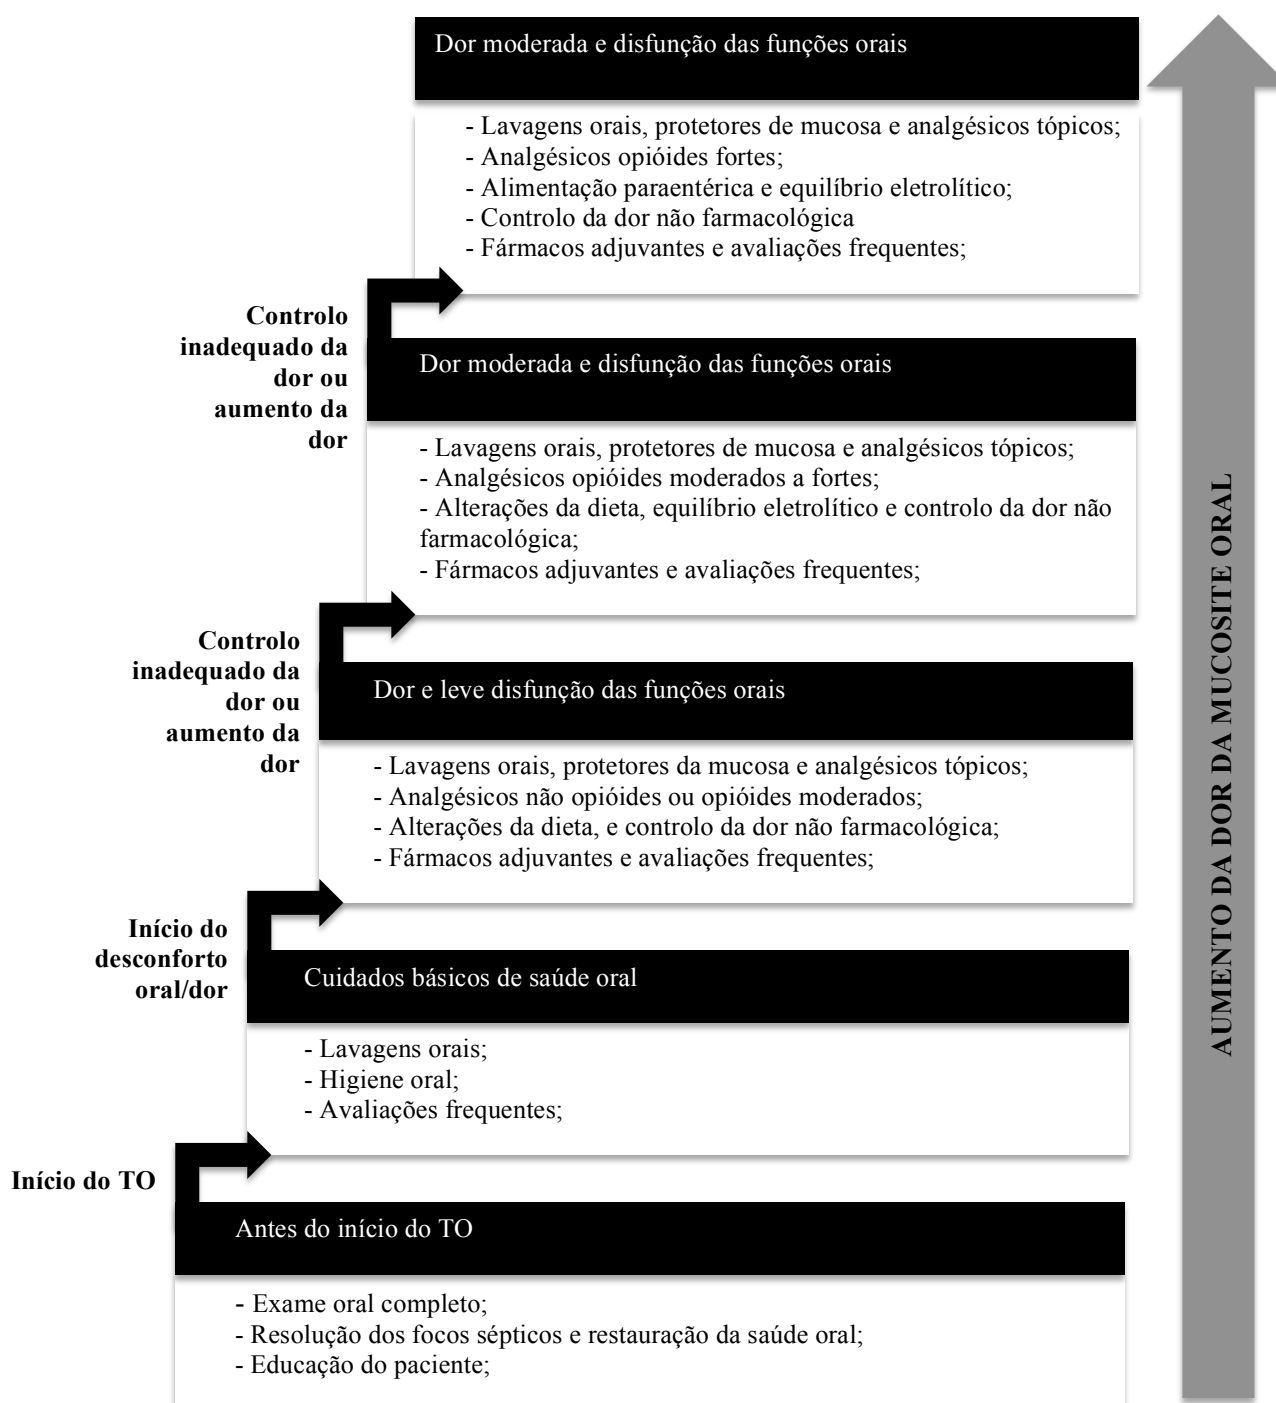 Dor moderada e disfunção das funções orais
- Lavagens orais, protetores de mucosa e analgésicos tópicos;
- Analgésicos opióides fortes;
- Alimentação paraentérica e equilíbrio eletrolítico;
- Controlo da dor não farmacológica
- Fármacos adjuvantes e avaliações frequentes;
Controlo
inadequado da
dor ou
aumento da
dor
Dor moderada e disfunção das funções orais
- Lavagens orais, protetores de mucosa e analgésicos tópicos;
- Analgésicos opióides moderados a fortes;
- Alterações da dieta, equilíbrio eletrolítico e controlo da dor não
farmacológica;
- Fármacos adjuvantes e avaliações frequentes;
Controlo
inadequado da
dor ou
aumento da
dor
Dor e leve disfunção das funções orais
- Lavagens orais, protetores da mucosa e analgésicos tópicos;
- Analgésicos não opióides ou opióides moderados;
- Alterações da dieta, e controlo da dor não farmacológica;
- Fármacos adjuvantes e avaliações frequentes;
Início do
desconforto
oral/dor
Cuidados básicos de saúde oral
- Lavagens orais;
- Higiene oral;
- Avaliações frequentes;
Início do TO
Antes do início do TO
- Exame oral completo;
- Resolução dos focos sépticos e restauração da saúde oral;
- Educação do paciente;
AUMENTO DA DOR DA MUCOSITE ORAL